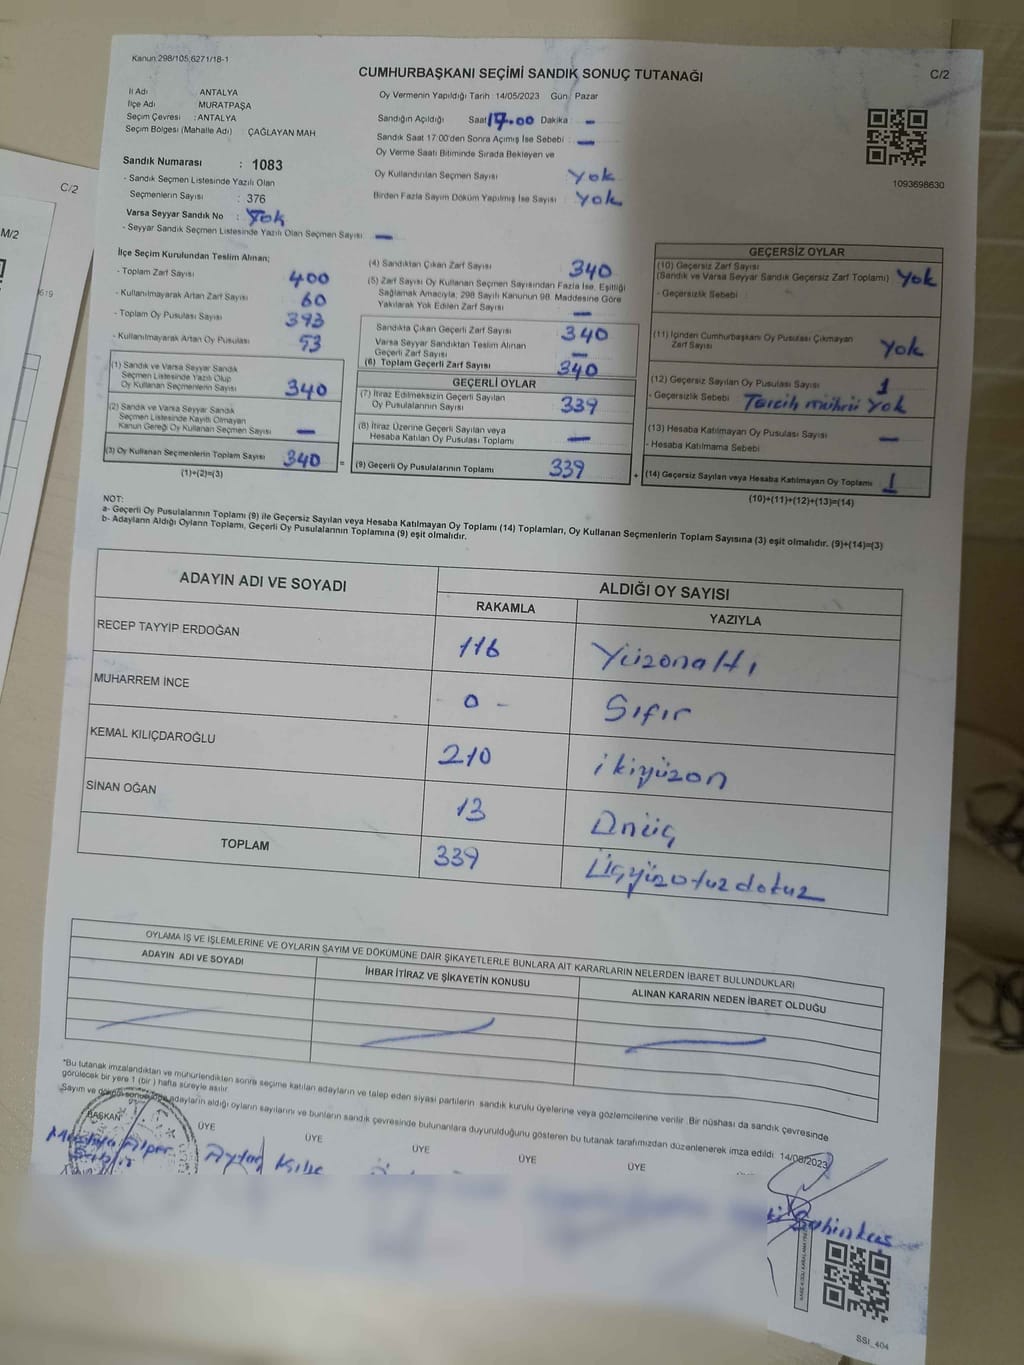 Kanun:298/105,6271/18-1
CUMHURBAŞKANI SEÇİMİ SANDIK SONUÇ TUTANAĞI
C/2
İl Adı ANTALYA
İlçe Adı MURATPAŞA
Seçim Çevresi : ANTALYA
Seçim Bölgesi (Mahalle Adı) : ÇAĞLAYAN MAH
Sandık Numarası : 1083
- Sandık Seçmen Listesinde Yazılı Olan
Seçmenlerin Sayısı : 376
Varsa Seyyar Sandık No : Yok
- Seyyar Sandık Seçmen Listesinde Yazılı Olan Seçmen Sayısı —
Oy Vermenin Yapıldığı Tarih 14/05/2023 Gün: Pazar
Sandığın Açıldığı Saat 17.00 Dakika : —
Sandık Saat 17:00'den Sonra Açılmış İse Sebebi : —
Oy Verme Saati Bitiminde Sırada Bekleyen ve
Oy Kullandırılan Seçmen Sayısı : Yok
Birden Fazla Sayım Döküm Yapılmış İse Sayısı : Yok
1093698630
C/2
M/2
619
İlçe Seçim Kurulundan Teslim Alınan;
- Toplam Zarf Sayısı 400
- Kullanılmayarak Artan Zarf Sayısı 60
- Toplam Oy Pusulası Sayısı 393
- Kullanılmayarak Artan Oy Pusulası 53
(1) Sandık ve Varsa Seyyar Sandık
Seçmen Listesinde Yazılı Olup
Oy Kullanan Seçmenlerin Sayısı 340
(2) Sandık ve Varsa Seyyar Sandık
Seçmen Listesinde Kayıtlı Olmayan
Kanun Gereği Oy Kullanan Seçmen Sayısı —
(3) Oy Kullanan Seçmenlerin Toplam Sayısı 340 =
(1)+(2)=(3)
(4) Sandıktan Çıkan Zarf Sayısı 340
(5) Zarf Sayısı Oy Kullanan Seçmen Sayısından Fazla İse, Eşitliği
Sağlamak Amacıyla, 298 Sayılı Kanunun 98. Maddesine Göre
Yakılarak Yok Edilen Zarf Sayısı —
Sandıkta Çıkan Geçerli Zarf Sayısı 340
Varsa Seyyar Sandıktan Teslim Alınan
Geçerli Zarf Sayısı —
(6) Toplam Geçerli Zarf Sayısı 340
GEÇERLİ OYLAR
(7) İtiraz Edilmeksizin Geçerli Sayılan
Oy Pusulalarının Sayısı 339
(8) İtiraz Üzerine Geçerli Sayılan veya
Hesaba Katılan Oy Pusulası Toplamı —
(9) Geçerli Oy Pusulalarının Toplamı 339 +
GEÇERSİZ OYLAR
(10) Geçersiz Zarf Sayısı
(Sandık ve Varsa Seyyar Sandık Geçersiz Zarf Toplamı) Yok
- Geçersizlik Sebebi :
(11) İçinden Cumhurbaşkanı Oy Pusulası Çıkmayan
Zarf Sayısı Yok
(12) Geçersiz Sayılan Oy Pusulası Sayısı 1
- Geçersizlik Sebebi Tercih mührü Yok
(13) Hesaba Katılmayan Oy Pusulası Sayısı —
- Hesaba Katılmama Sebebi
(14) Geçersiz Sayılan veya Hesaba Katılmayan Oy Toplamı 1
(10)+(11)+(12)+(13)=(14)
NOT:
a- Geçerli Oy Pusulalarının Toplamı (9) ile Geçersiz Sayılan veya Hesaba Katılmayan Oy Toplamı (14) Toplamları, Oy Kullanan Seçmenlerin Toplam Sayısına (3) eşit olmalıdır. (9)+(14)=(3)
b- Adayların Aldığı Oyların Toplamı, Geçerli Oy Pusulalarının Toplamına (9) eşit olmalıdır.
ADAYIN ADI VE SOYADI
ALDIĞI OY SAYISI
RAKAMLA YAZIYLA
RECEP TAYYİP ERDOĞAN 116 Yüzonaltı
MUHARREM İNCE - 0 - Sıfır
KEMAL KILIÇDAROĞLU 210 ikiyüzon
SİNAN OĞAN 13 Onüç
TOPLAM 339 Üçyüzotuzdokuz
OYLAMA İŞ VE İŞLEMLERİNE VE OYLARIN SAYIM VE DÖKÜMÜNE DAİR ŞİKAYETLERLE BUNLARA AİT KARARLARIN NELERDEN İBARET BULUNDUKLARI
ADAYIN ADI VE SOYADI
İHBAR İTİRAZ VE ŞİKAYETİN KONUSU
ALINAN KARARIN NEDEN İBARET OLDUĞU
*Bu tutanak imzalandıktan ve mühürlendikten sonra seçime katılan adayların ve talep eden siyasi partilerin sandık kurulu üyelerine veya gözlemcilerine verilir. Bir nüshası da sandık çevresinde
görülecek bir yere 1 (bir) hafta süreyle asılır.
Sayım ve döküm sonucunda adayların aldığı oyların sayılarını ve bunların sandık çevresinde bulunanlara duyurulduğunu gösteren bu tutanak tarafımızdan düzenlenerek imza edildi 14/05/2023
BAŞKAN ÜYE ÜYE ÜYE ÜYE ÜYE
SSI_404